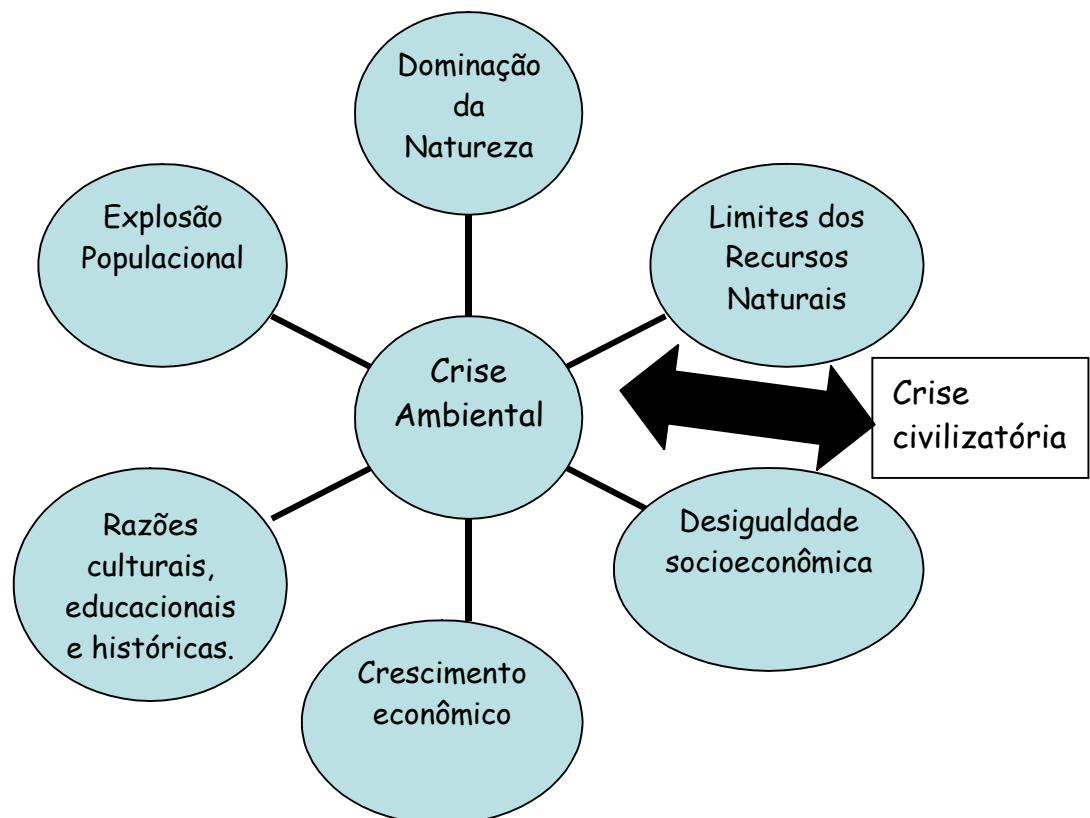 Dominação
da
Natureza
Explosão
Populacional
Limites dos
Recursos
Naturais
Crise
Ambiental
Crise
civilizatória
Razões
culturais,
educacionais
e históricas.
Desigualdade
socioeconômica
Crescimento
econômico